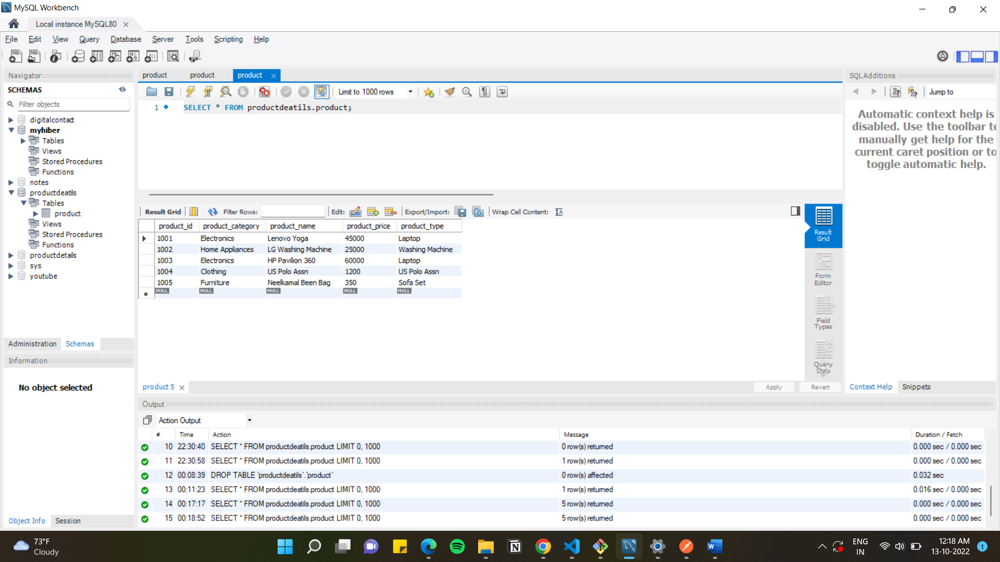 MySQL Workbench
Local instance MySQL80
File Edit View Query Database Server Tools Scripting Help
Navigator
SCHEMAS
Filter objects
digitalcontact
myhiber
Tables
Views
Stored Procedures
Functions
notes
productdeatils
Tables
product
Views
Stored Procedures
Functions
productdetails
sys
youtube
Administration Schemas
Information
No object selected
Object Info Session
product product product
Limit to 1000 rows
1 SELECT * FROM productdeatils.product;
Result Grid Filter Rows: Edit: Export/Import: Wrap Cell Content:
product_id product_category product_name product_price product_type
1001 Electronics Lenovo Yoga 45000 Laptop
1002 Home Appliances LG Washing Machine 25000 Washing Machine
1003 Electronics HP Pavilion 360 60000 Laptop
1004 Clothing US Polo Assn 1200 US Polo Assn
1005 Furniture Neelkamal Been Bag 350 Sofa Set
NULL NULL NULL NULL NULL
Result
Grid
Form
Editor
Field
Types
Query
Stats
product 5 Apply Revert
SQLAdditions
Jump to
Automatic context help is
disabled. Use the toolbar to
manually get help for the
current caret position or to
toggle automatic help.
Context Help Snippets
Output
Action Output
# Time Action Message Duration / Fetch
10 22:30:40 SELECT * FROM productdeatils.product LIMIT 0, 1000 0 row(s) returned 0.000 sec / 0.000 sec
11 22:30:58 SELECT * FROM productdeatils.product LIMIT 0, 1000 1 row(s) returned 0.000 sec / 0.000 sec
12 00:08:39 DROP TABLE `productdeatils`.`product` 0 row(s) affected 0.032 sec
13 00:11:23 SELECT * FROM productdeatils.product LIMIT 0, 1000 1 row(s) returned 0.016 sec / 0.000 sec
14 00:17:17 SELECT * FROM productdeatils.product LIMIT 0, 1000 5 row(s) returned 0.000 sec / 0.000 sec
15 00:18:52 SELECT * FROM productdeatils.product LIMIT 0, 1000 5 row(s) returned 0.000 sec / 0.000 sec
73°F
Cloudy
ENG
IN
12:18 AM
13-10-2022
1